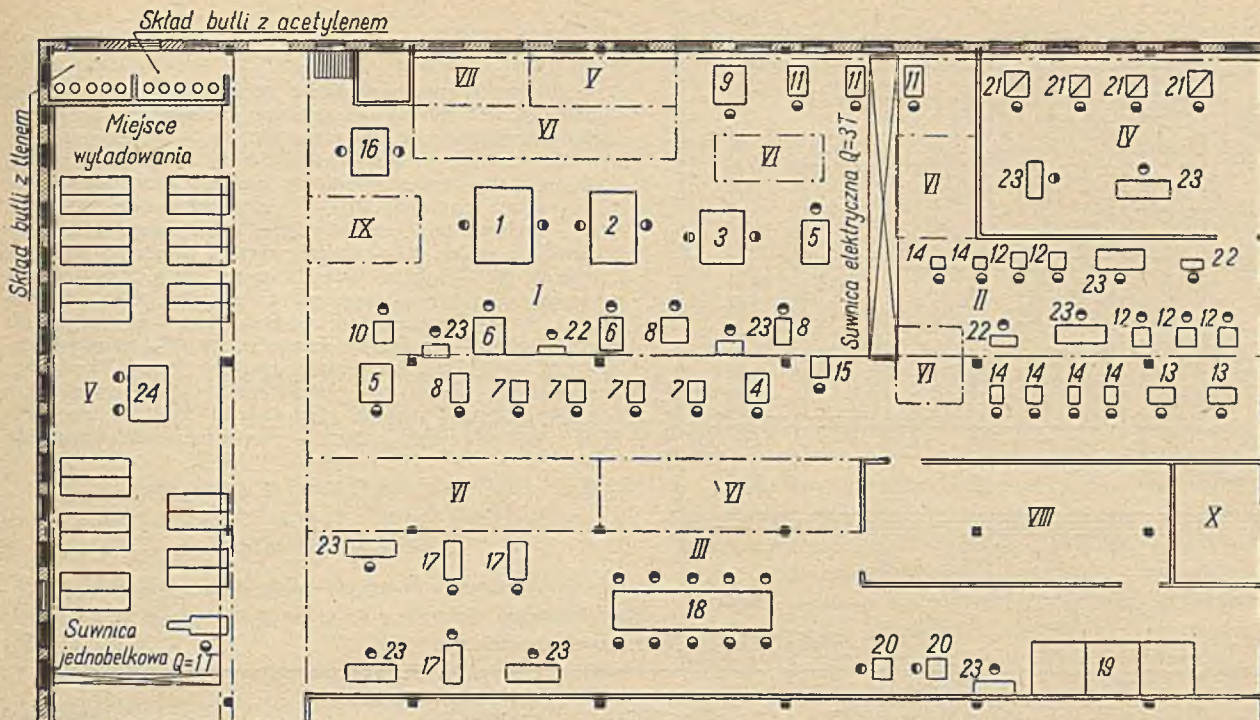 Skład butli z acetylenem
Skład butli z tlenem
Miejsce
wyładowania
VII
V
VI
9
11
11
11
21
21
21
21
16
VI
VI
IV
23
23
IX
1
2
3
5
Suwnica elektryczna Q=3T
14
14
12
12
23
22
I
II
10
23
6
22
6
8
23
8
22
23
12
12
12
V
24
5
8
7
7
7
7
4
15
VI
14
14
14
14
13
13
VI
VI
VIII
X
23
17
17
III
18
Suwnica
jednobelkowa Q=1T
23
17
23
20
20
23
19